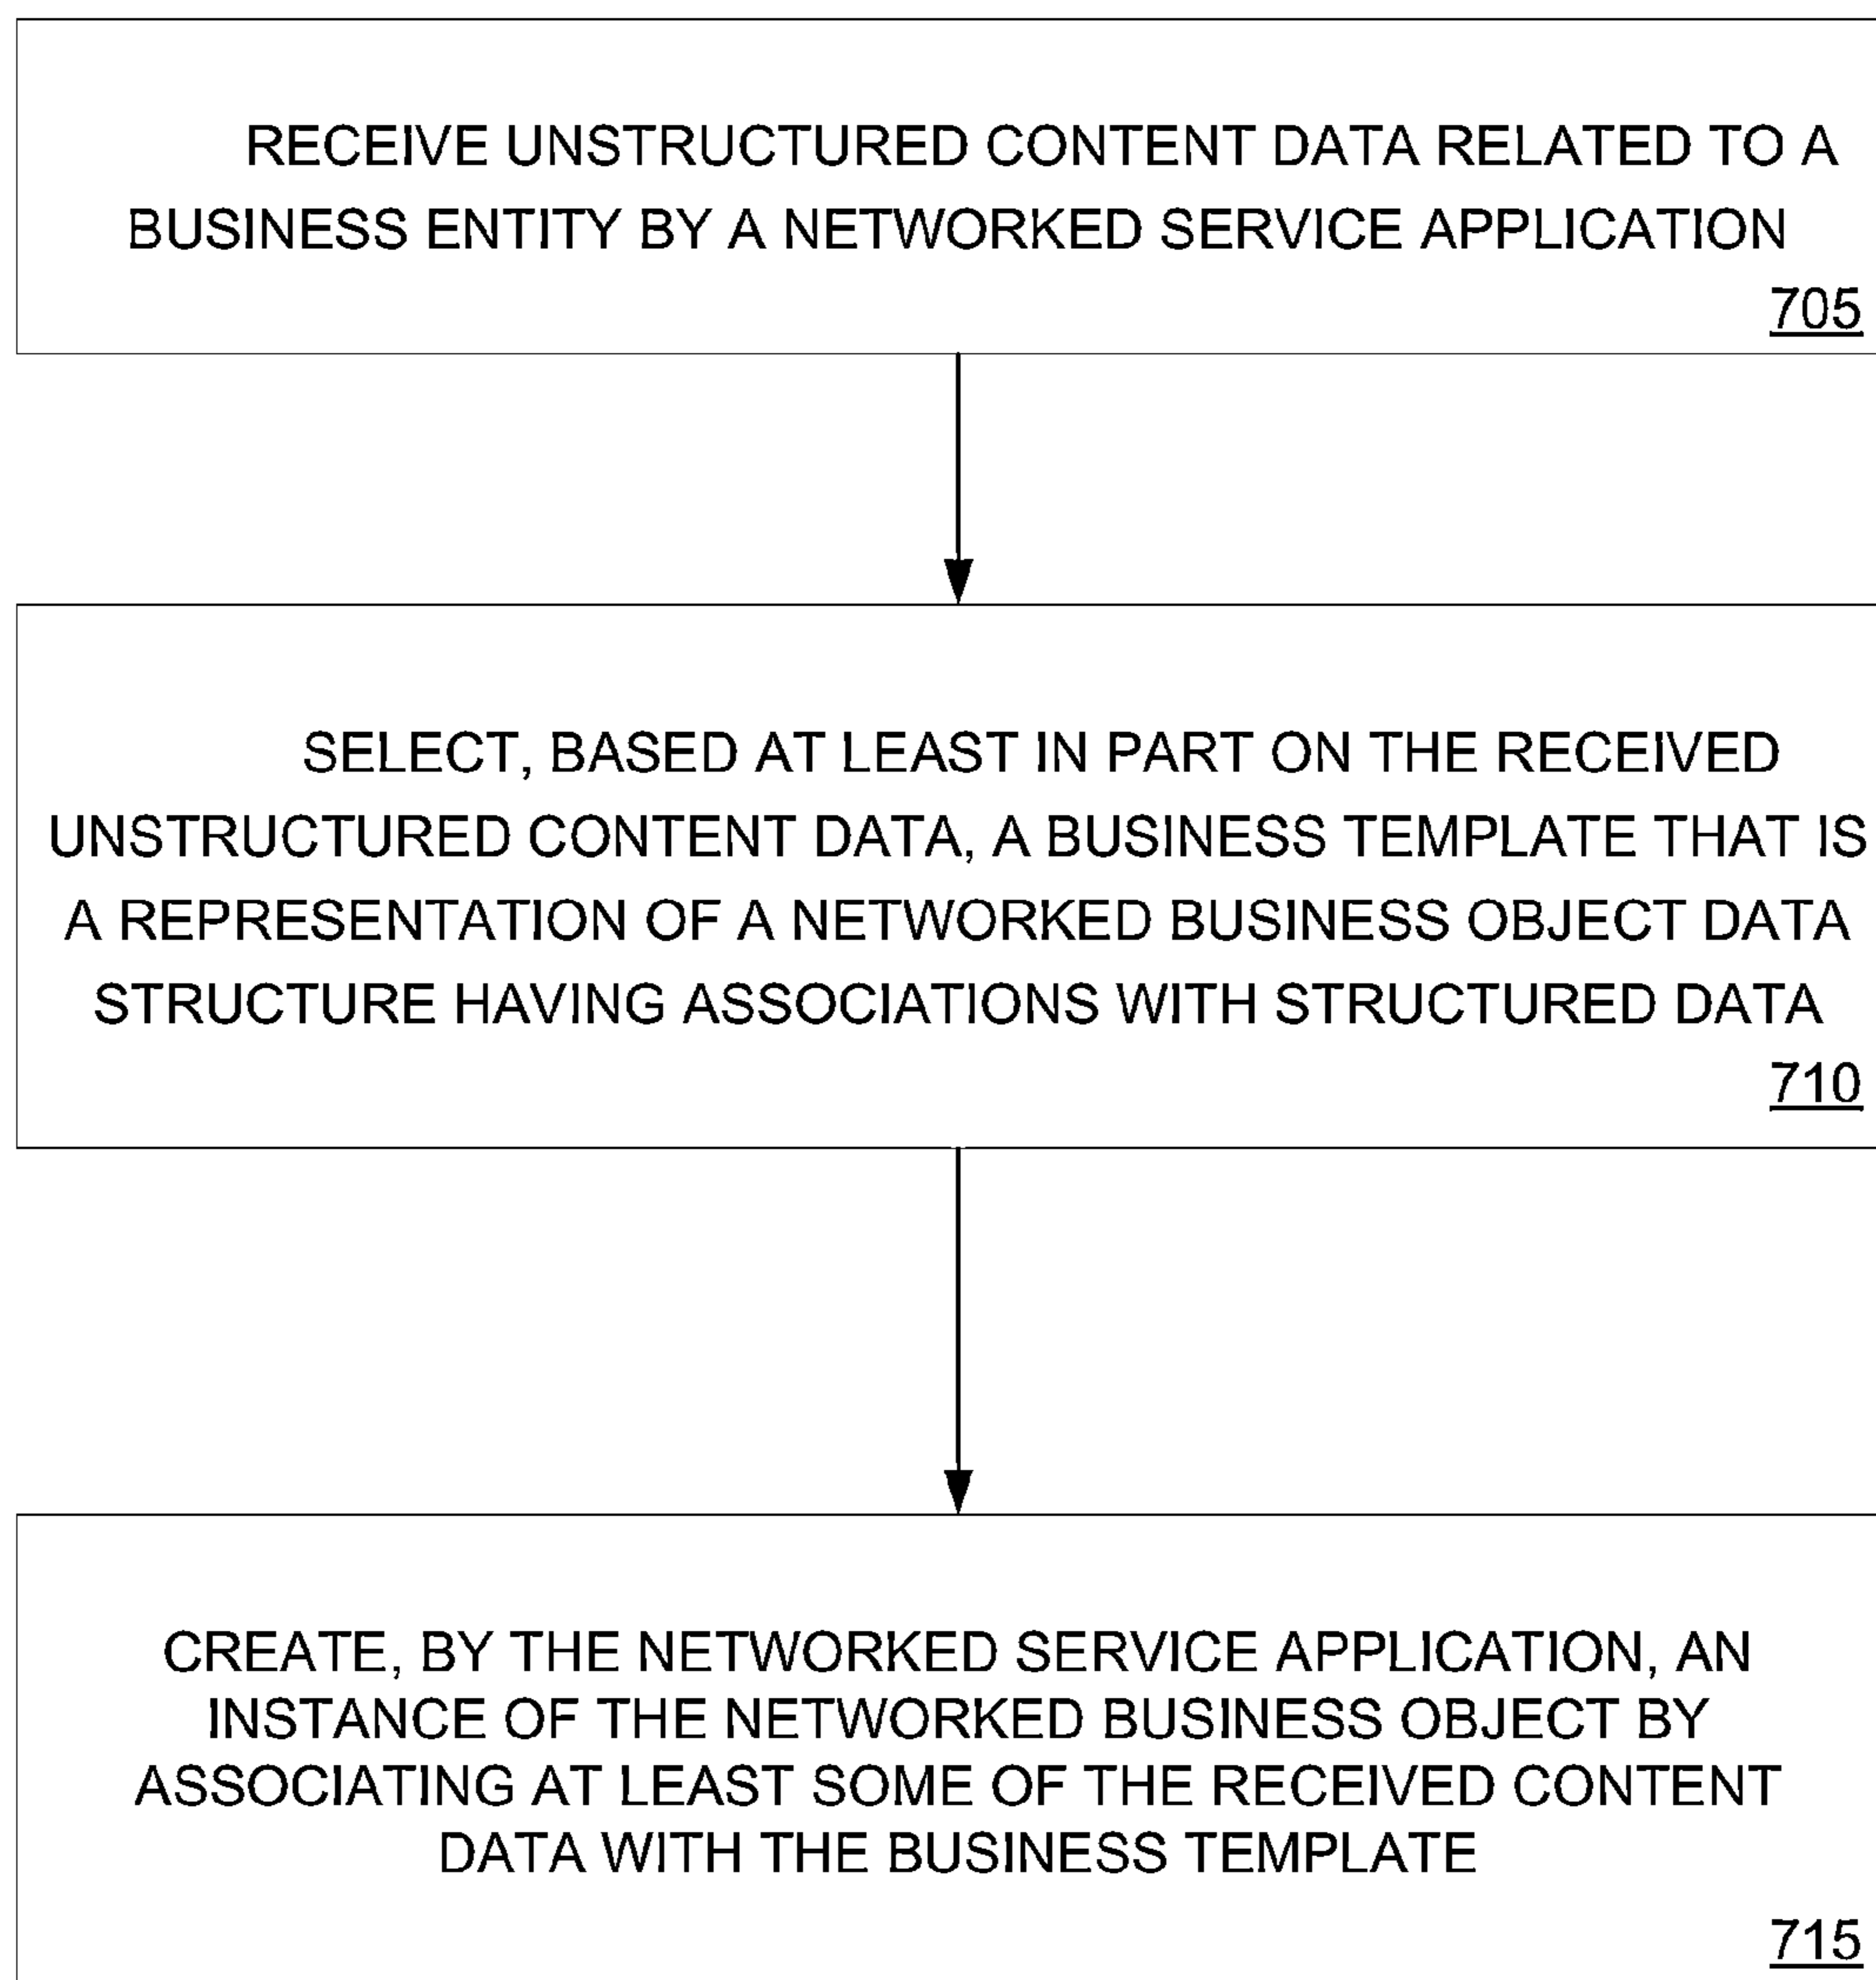 RECEIVE UNSTRUCTURED CONTENT DATA RELATED TO A
BUSINESS ENTITY BY A NETWORKED SERVICE APPLICATION
705
SELECT, BASED AT LEAST IN PART ON THE RECEIVED
UNSTRUCTURED CONTENT DATA, A BUSINESS TEMPLATE THAT IS
A REPRESENTATION OF A NETWORKED BUSINESS OBJECT DATA
STRUCTURE HAVING ASSOCIATIONS WITH STRUCTURED DATA
710
CREATE, BY THE NETWORKED SERVICE APPLICATION, AN
INSTANCE OF THE NETWORKED BUSINESS OBJECT BY
ASSOCIATING AT LEAST SOME OF THE RECEIVED CONTENT
DATA WITH THE BUSINESS TEMPLATE
715